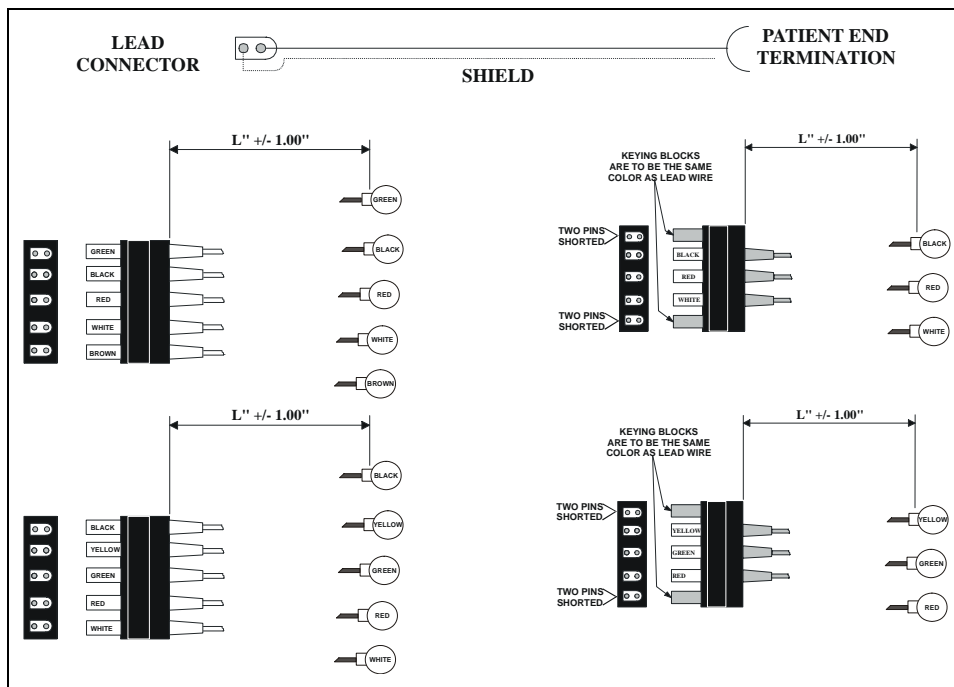 LEAD
CONNECTOR
PATIENT END
TERMINATION
SHIELD
L" +/- 1.00"
GREEN
BLACK
RED
WHITE
BROWN
GREEN
BLACK
RED
WHITE
BROWN
L" +/- 1.00"
KEYING BLOCKS
ARE TO BE THE SAME
COLOR AS LEAD WIRE
TWO PINS
SHORTED
BLACK
RED
WHITE
TWO PINS
SHORTED
BLACK
RED
WHITE
L" +/- 1.00"
BLACK
YELLOW
GREEN
RED
WHITE
BLACK
YELLOW
GREEN
RED
WHITE
L" +/- 1.00"
KEYING BLOCKS
ARE TO BE THE SAME
COLOR AS LEAD WIRE
TWO PINS
SHORTED
YELLOW
GREEN
RED
TWO PINS
SHORTED
YELLOW
GREEN
RED